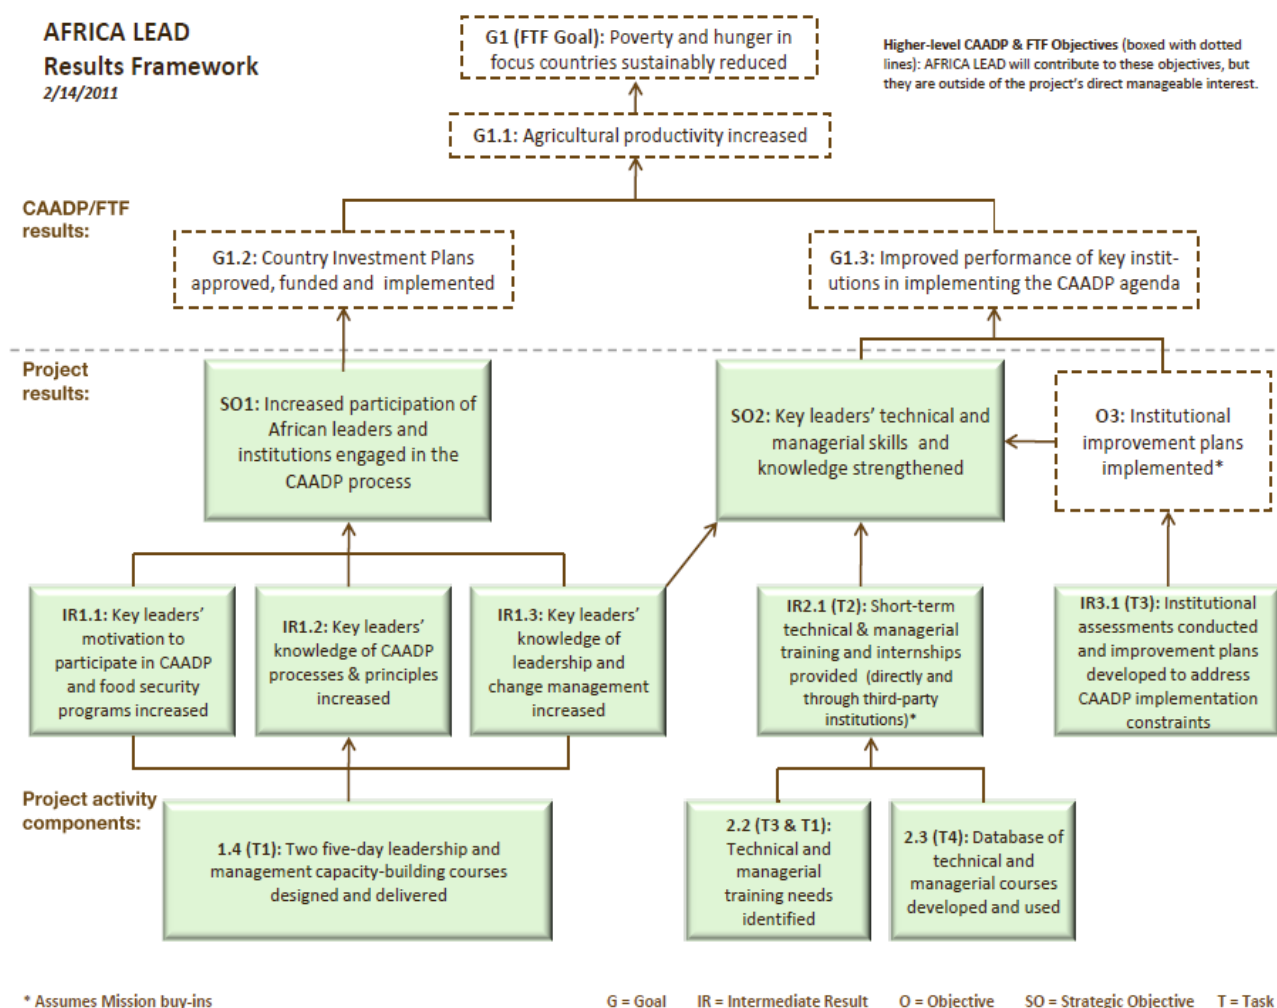 AFRICA LEAD
Results Framework
2/14/2011
G1 (FTF Goal): Poverty and hunger in
focus countries sustainably reduced
Higher-level CAADP & FTF Objectives (boxed with dotted
lines): AFRICA LEAD will contribute to these objectives, but
they are outside of the project's direct manageable interest.
G1.1: Agricultural productivity increased
CAADP/FTF
results:
G1.2: Country Investment Plans
approved, funded and implemented
G1.3: Improved performance of key instit-
utions in implementing the CAADP agenda
Project
results:
SO1: Increased participation of
African leaders and
institutions engaged in the
CAADP process
SO2: Key leaders' technical and
managerial skills and
knowledge strengthened
O3: Institutional
improvement plans
implemented*
IR1.1: Key leaders'
motivation to
participate in CAADP
and food security
programs increased
IR1.2: Key leaders'
knowledge of CAADP
processes & principles
increased
IR1.3: Key leaders'
knowledge of
leadership and
change management
increased
IR2.1 (T2): Short-term
technical & managerial
training and internships
provided (directly and
through third-party
institutions)*
IR3.1 (T3): Institutional
assessments conducted
and improvement plans
developed to address
CAADP implementation
constraints
Project activity
components:
1.4 (T1): Two five-day leadership and
management capacity-building courses
designed and delivered
2.2 (T3 & T1):
Technical and
managerial
training needs
identified
2.3 (T4): Database of
technical and
managerial courses
developed and used
* Assumes Mission buy-ins
G = Goal IR = Intermediate Result O = Objective SO = Strategic Objective T = Task